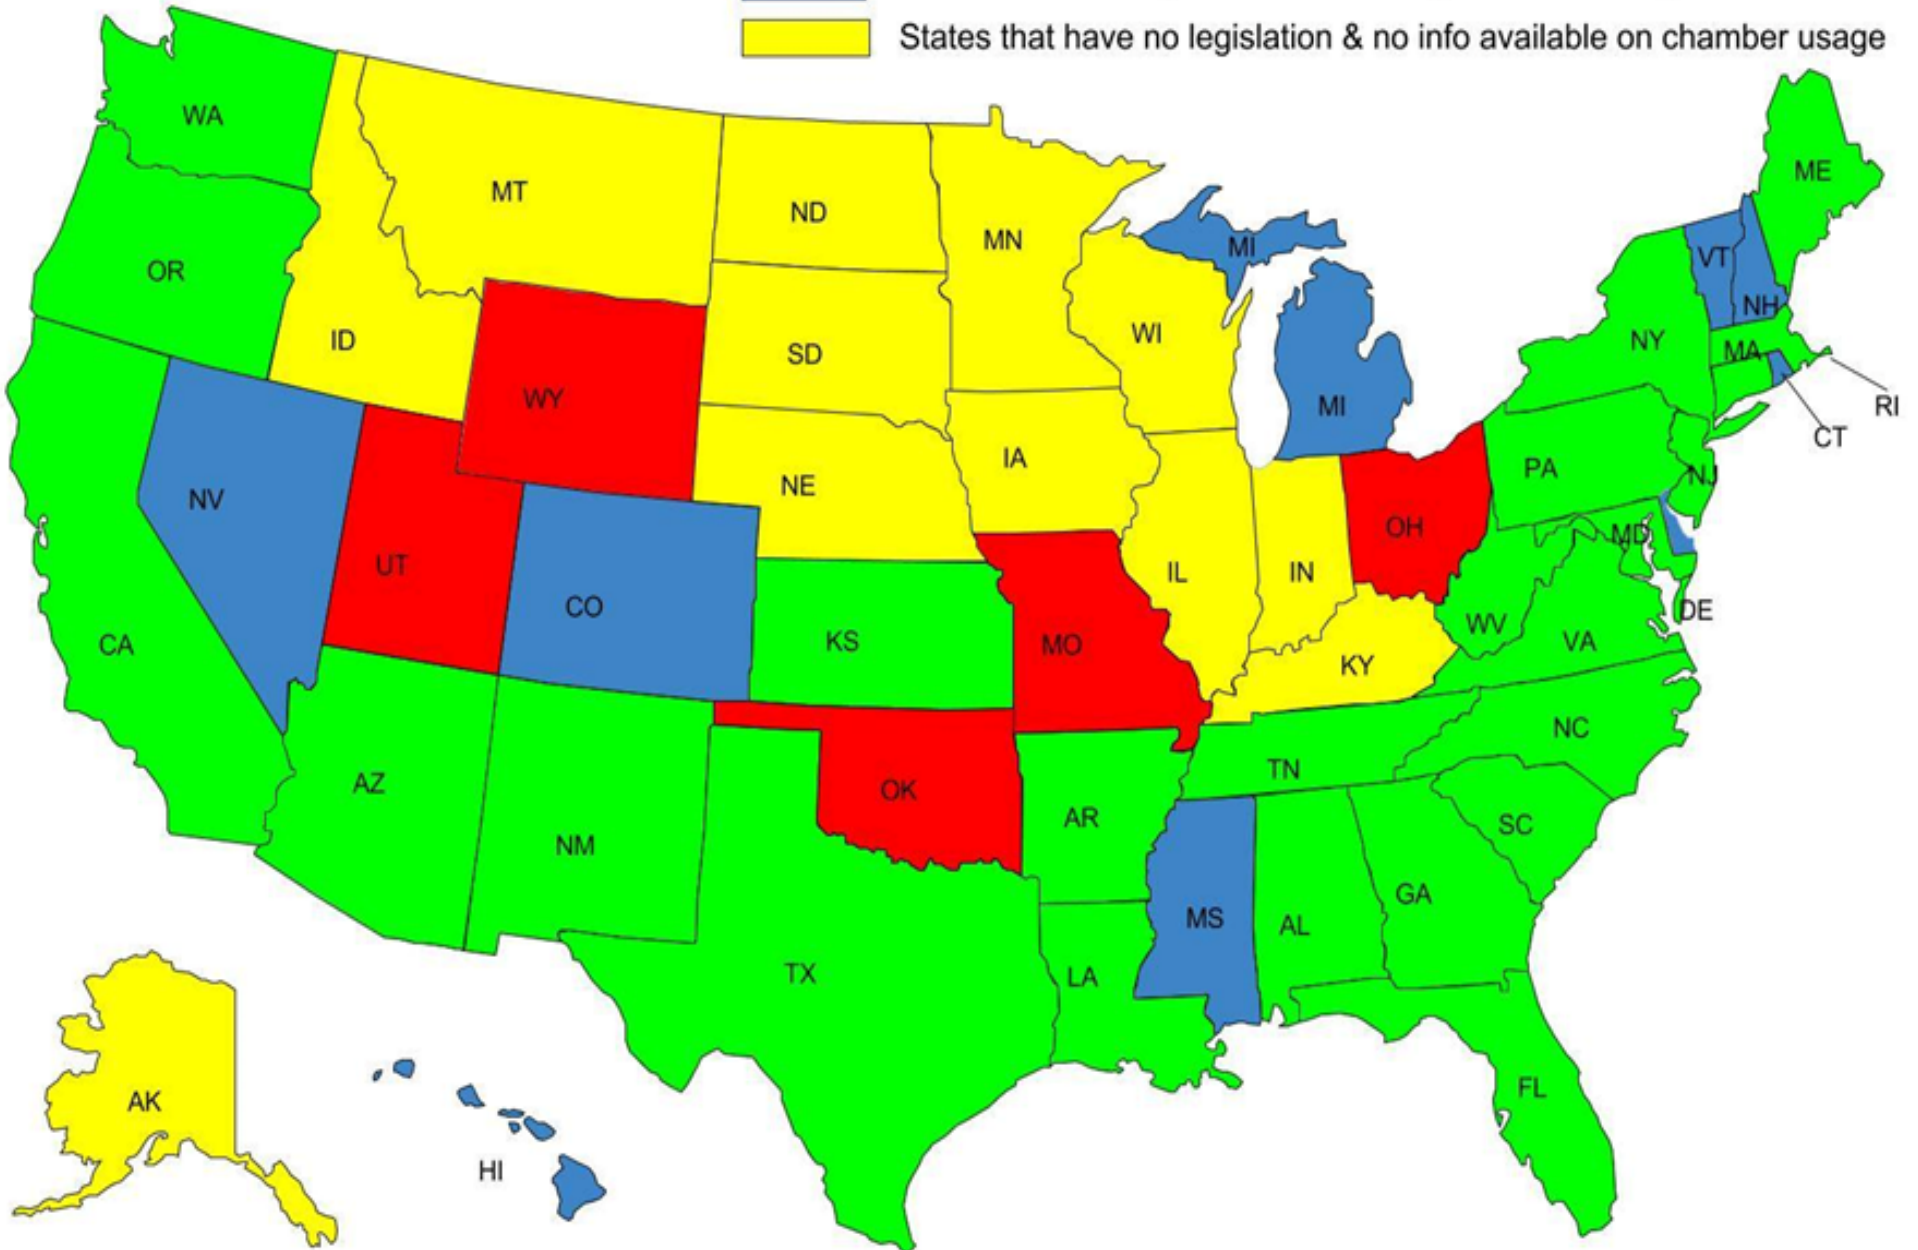 States that have no legislation & no info available on chamber usage
WA
ME
MT
ND
MN
MI
VT
OR
NH
ID
WI
NY
SD
MA
WY
MI
RI
CT
IA
PA
NJ
NE
NV
OH
MD
UT
IL
IN
CO
DE
WV
KS
VA
CA
MO
KY
NC
TN
AZ
OK
AR
SC
NM
GA
MS
AL
TX
LA
FL
AK
HI